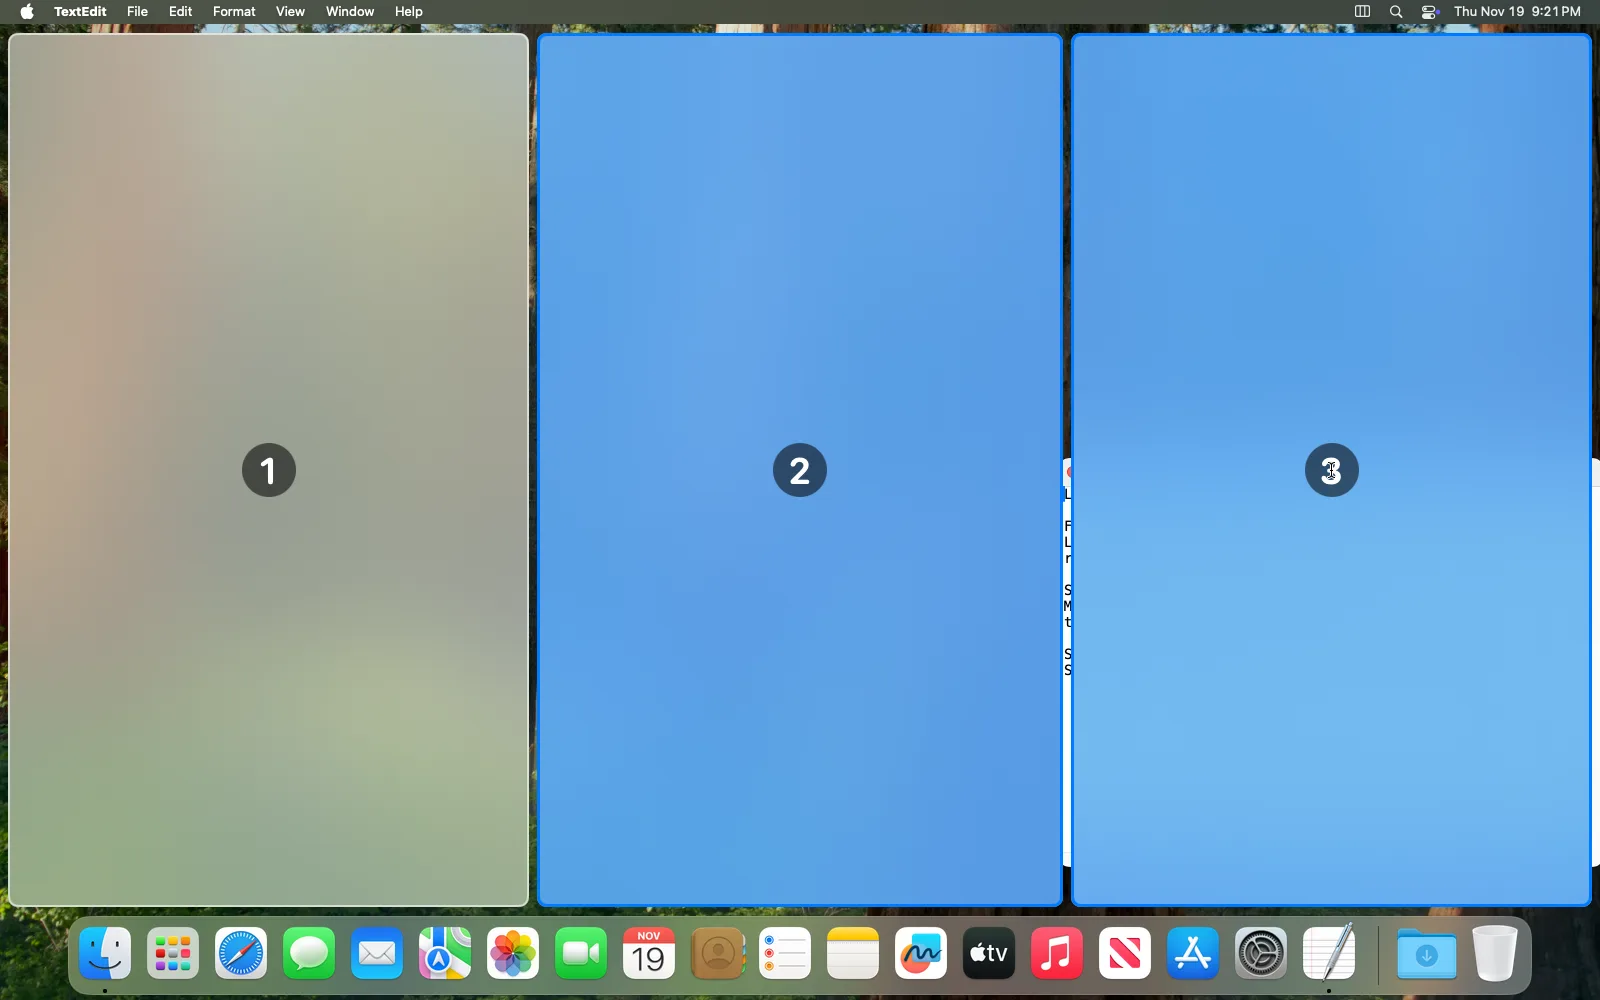 TextEdit File Edit Format View Window Help Thu Nov 19 9:21 PM
1 2 3
L
F
L
r
S
M
t
S
S
NOV
19
tv